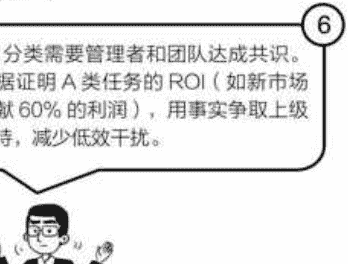 6
分类需要管理者和团队达成共识。
据证明 A 类任务的 ROI（如新市场
献 60% 的利润），用事实争取上级
持，减少低效干扰。